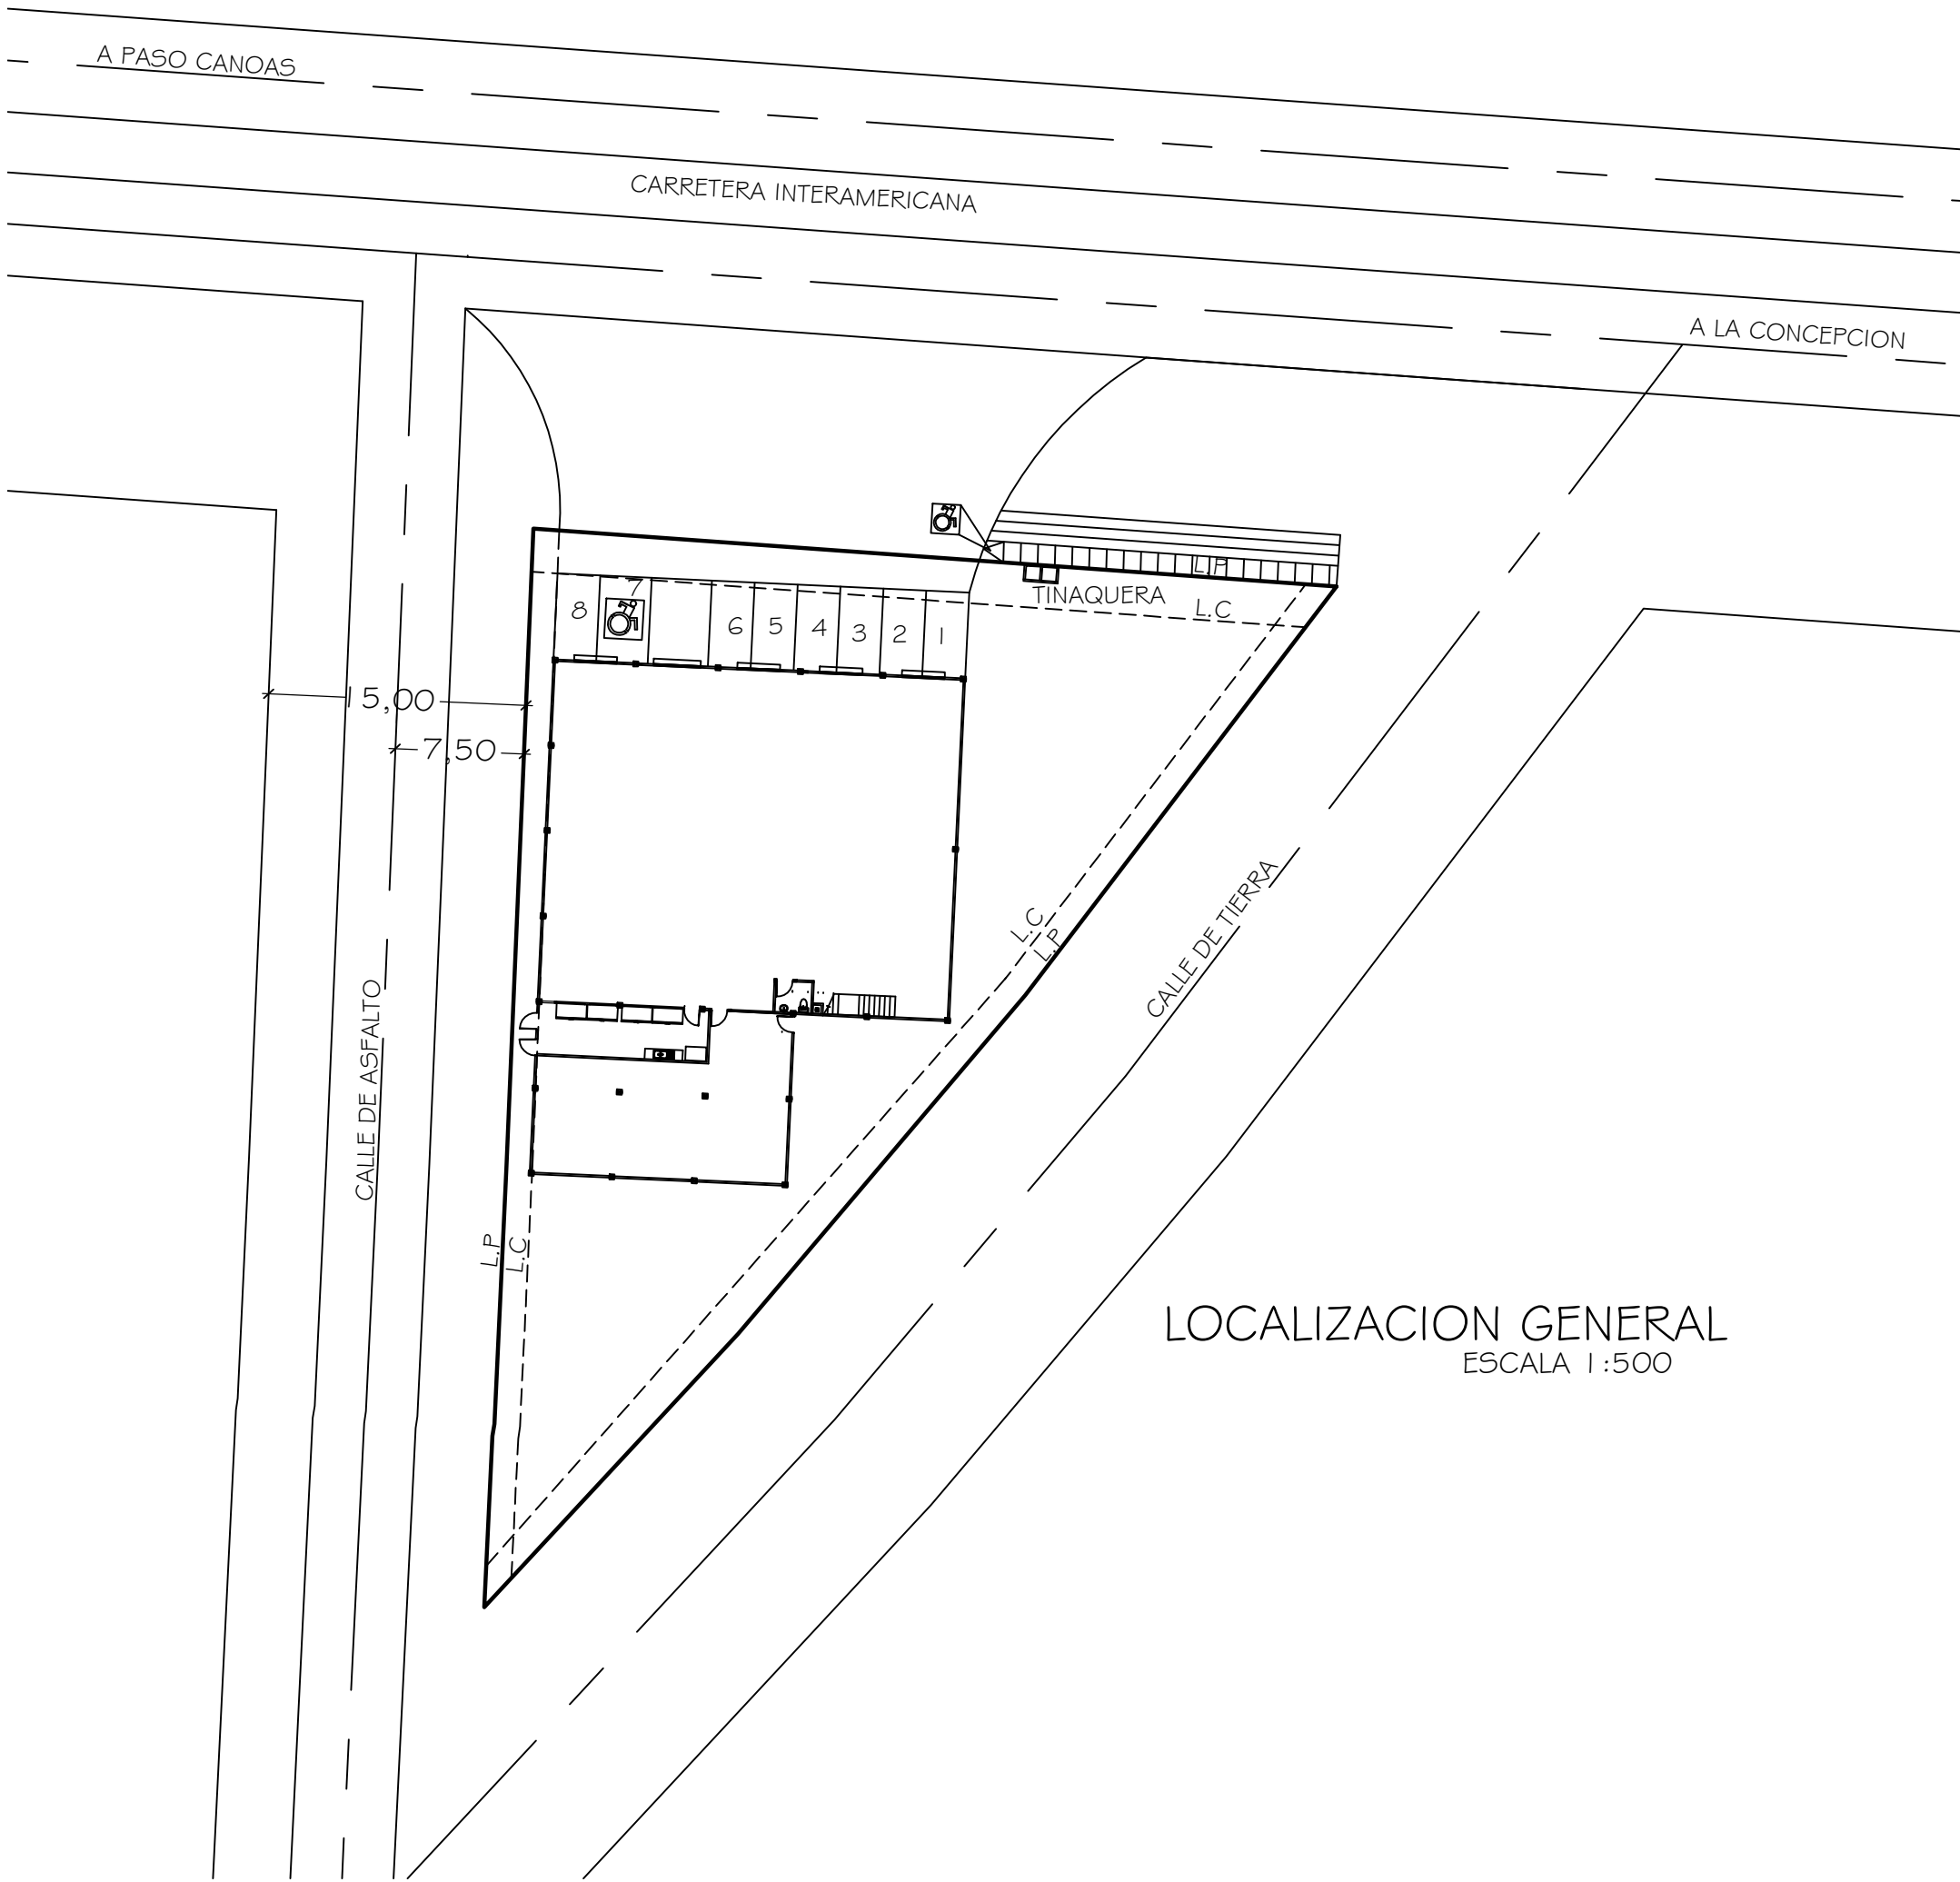 A PASO CANOAS
CARRETERA INTERAMERICANA
A LA CONCEPCION
L.P
TINAQUERA
L.C
8
7
6
5
4
3
2
1
15,00
7,50
L.C
L.P
CALLE DE TIERRA
CALLE DE ASFALTO
L.P
L.C
LOCALIZACION GENERAL
ESCALA 1:500